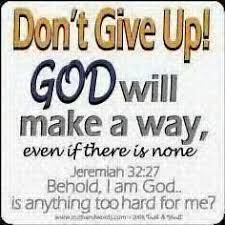 Don't Give Up!
GOD will
make a way,
even if there is none
Jeremiah 32:27
Behold, I am God..
is anything too hard for me?